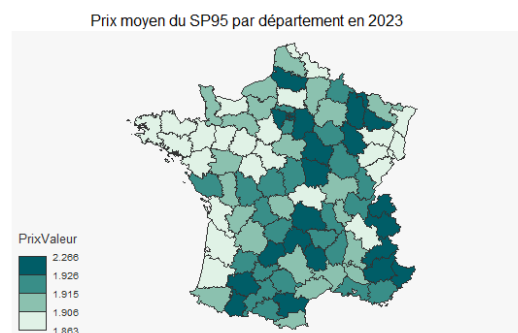 Prix moyen du SP95 par département en 2023
PrixValeur
2.266
1.926
1.915
1.906
1.863